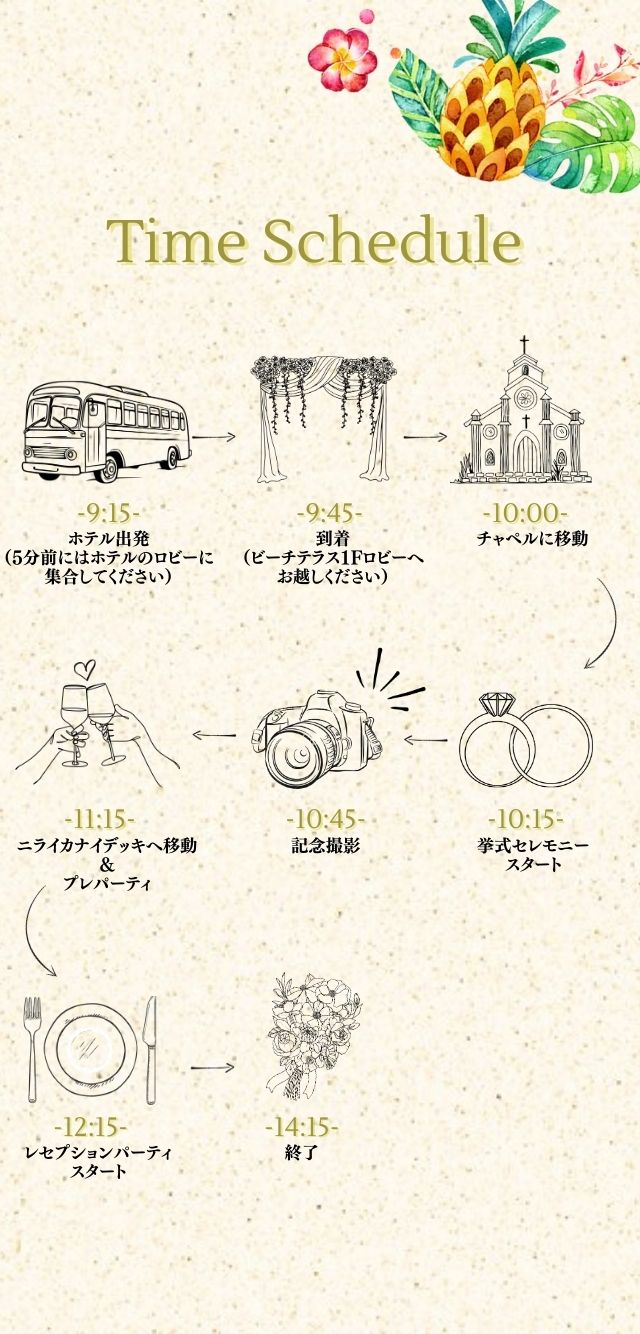 Time Schedule
-9:15-
ホテル出発
(5分前にはホテルのロビーに
集合してください)
-9:45-
到着
(ビーチテラス1Fロビーへ
お越しください)
-10:00-
チャペルに移動
-10:15-
挙式セレモニー
スタート
-10:45-
記念撮影
-11:15-
ニライカナイデッキへ移動
&
プレパーティ
-12:15-
レセプションパーティ
スタート
-14:15-
終了